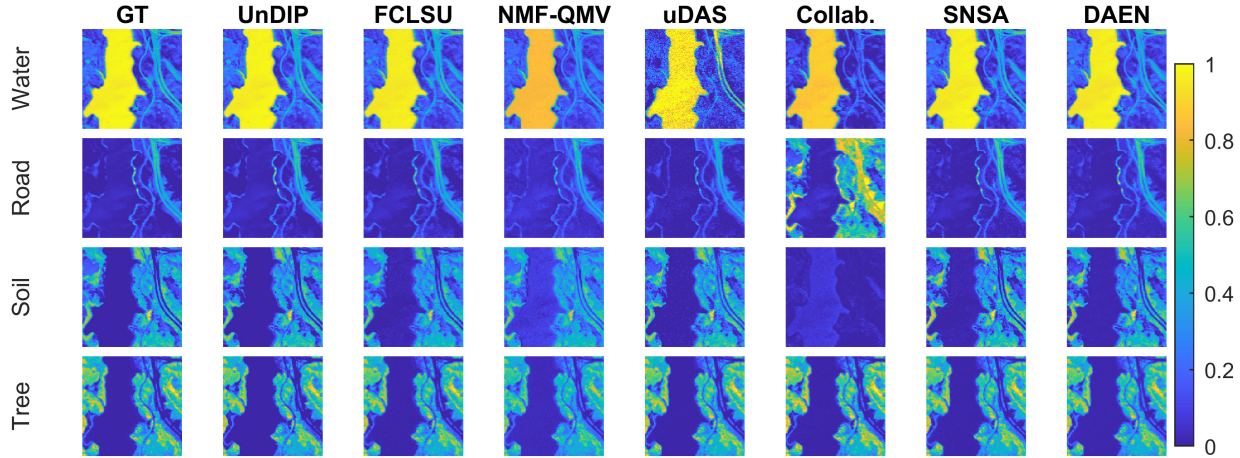 GT UnDIP FCLSU NMF-QMV uDAS Collab. SNSA DAEN
Water
Road
Soil
Tree
1
0.8
0.6
0.4
0.2
0